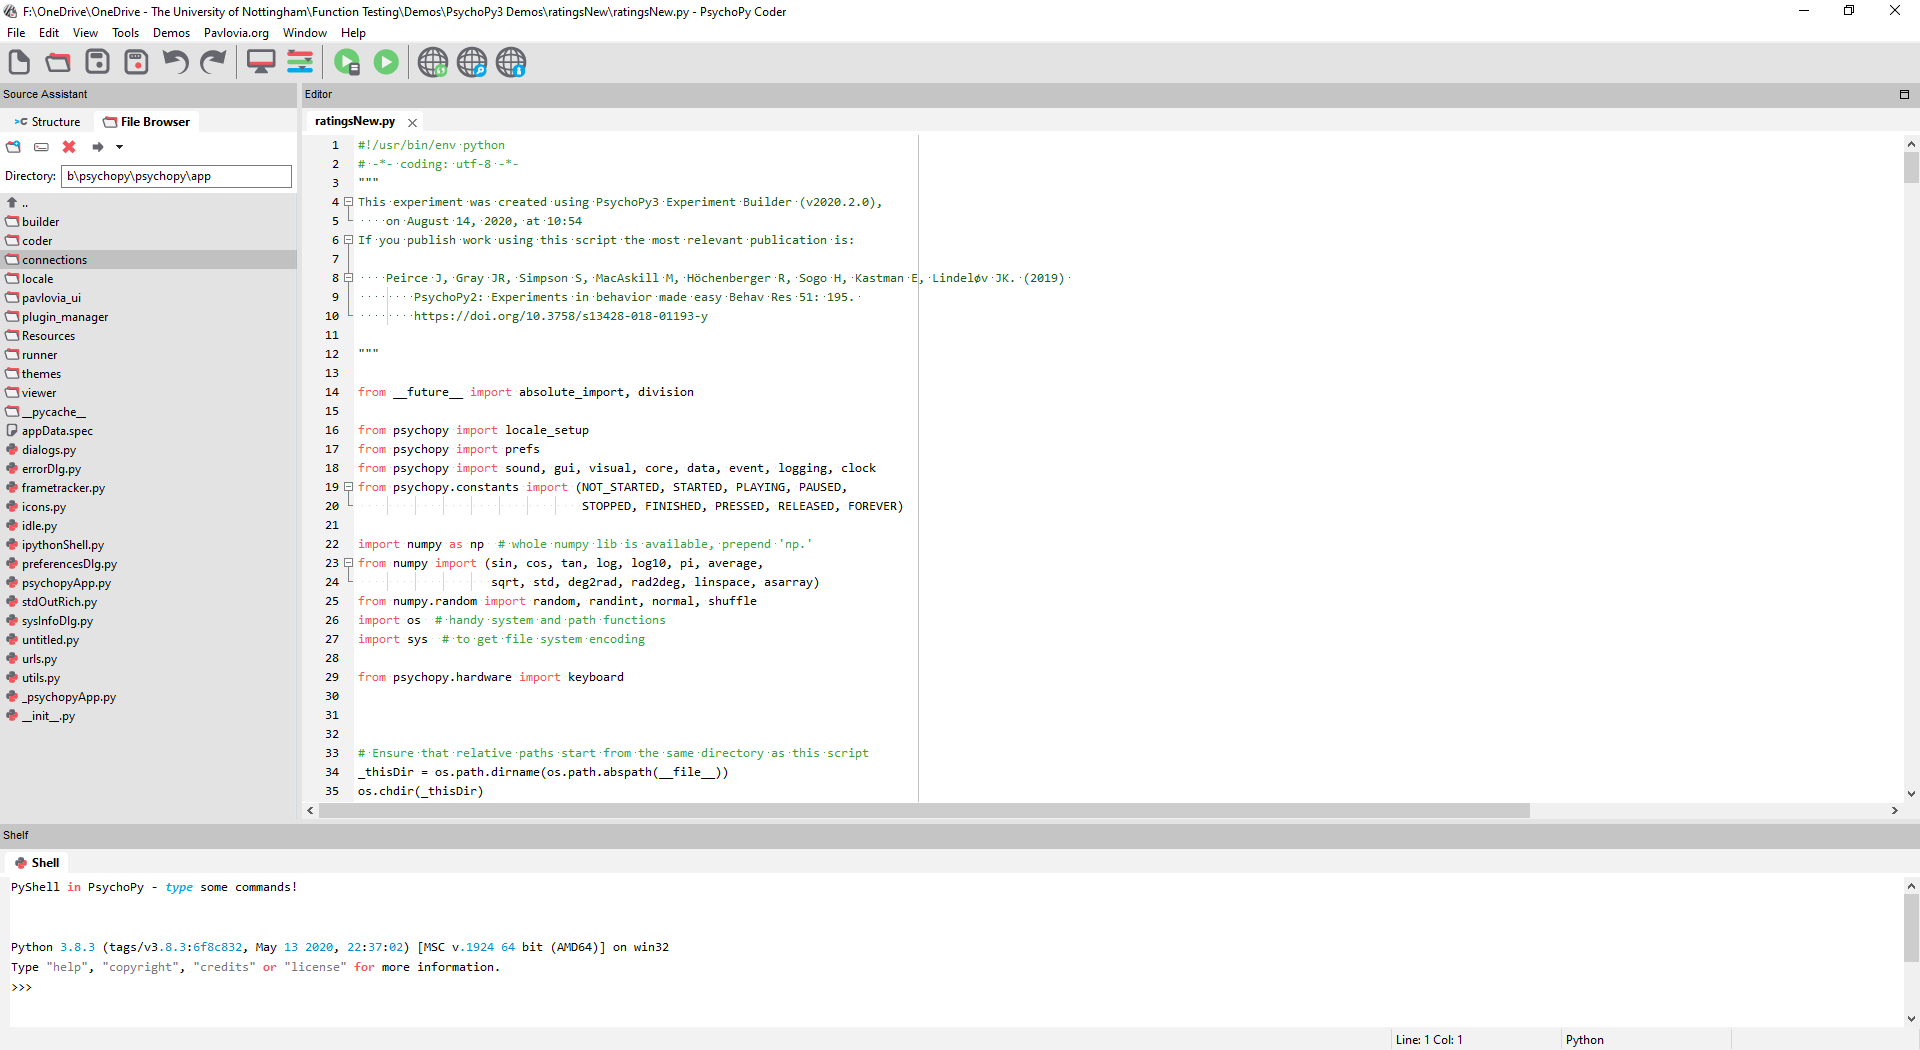 F:\OneDrive\OneDrive - The University of Nottingham\Function Testing\Demos\PsychoPy3 Demos\ratingsNew\ratingsNew.py - PsychoPy Coder
File Edit View Tools Demos Pavlovia.org Window Help
Source Assistant
Structure File Browser
Directory: b\psychopy\psychopy\app
..
builder
coder
connections
locale
pavlovia_ui
plugin_manager
Resources
runner
themes
viewer
__pycache__
appData.spec
dialogs.py
errorDlg.py
frametracker.py
icons.py
idle.py
ipythonShell.py
preferencesDlg.py
psychopyApp.py
stdOutRich.py
sysInfoDlg.py
untitled.py
urls.py
utils.py
_psychopyApp.py
__init__.py
Editor
ratingsNew.py
1 #!/usr/bin/env python
2 # -*- coding: utf-8 -*-
3 """
4 This experiment was created using PsychoPy3 Experiment Builder (v2020.2.0),
5 on August 14, 2020, at 10:54
6 If you publish work using this script the most relevant publication is:
7
8 Peirce J, Gray JR, Simpson S, MacAskill M, Höchenberger R, Sogo H, Kastman E, Lindeløv JK. (2019)
9 PsychoPy2: Experiments in behavior made easy Behav Res 51: 195.
10 https://doi.org/10.3758/s13428-018-01193-y
11
12 """
13
14 from __future__ import absolute_import, division
15
16 from psychopy import locale_setup
17 from psychopy import prefs
18 from psychopy import sound, gui, visual, core, data, event, logging, clock
19 from psychopy.constants import (NOT_STARTED, STARTED, PLAYING, PAUSED,
20 STOPPED, FINISHED, PRESSED, RELEASED, FOREVER)
21
22 import numpy as np # whole numpy lib is available, prepend 'np.'
23 from numpy import (sin, cos, tan, log, log10, pi, average,
24 sqrt, std, deg2rad, rad2deg, linspace, asarray)
25 from numpy.random import random, randint, normal, shuffle
26 import os # handy system and path functions
27 import sys # to get file system encoding
28
29 from psychopy.hardware import keyboard
30
31
32
33 # Ensure that relative paths start from the same directory as this script
34 _thisDir = os.path.dirname(os.path.abspath(__file__))
35 os.chdir(_thisDir)
Shelf
Shell
PyShell in PsychoPy - type some commands!
Python 3.8.3 (tags/v3.8.3:6f8c832, May 13 2020, 22:37:02) [MSC v.1924 64 bit (AMD64)] on win32
Type "help", "copyright", "credits" or "license" for more information.
>>>
Line: 1 Col: 1 Python